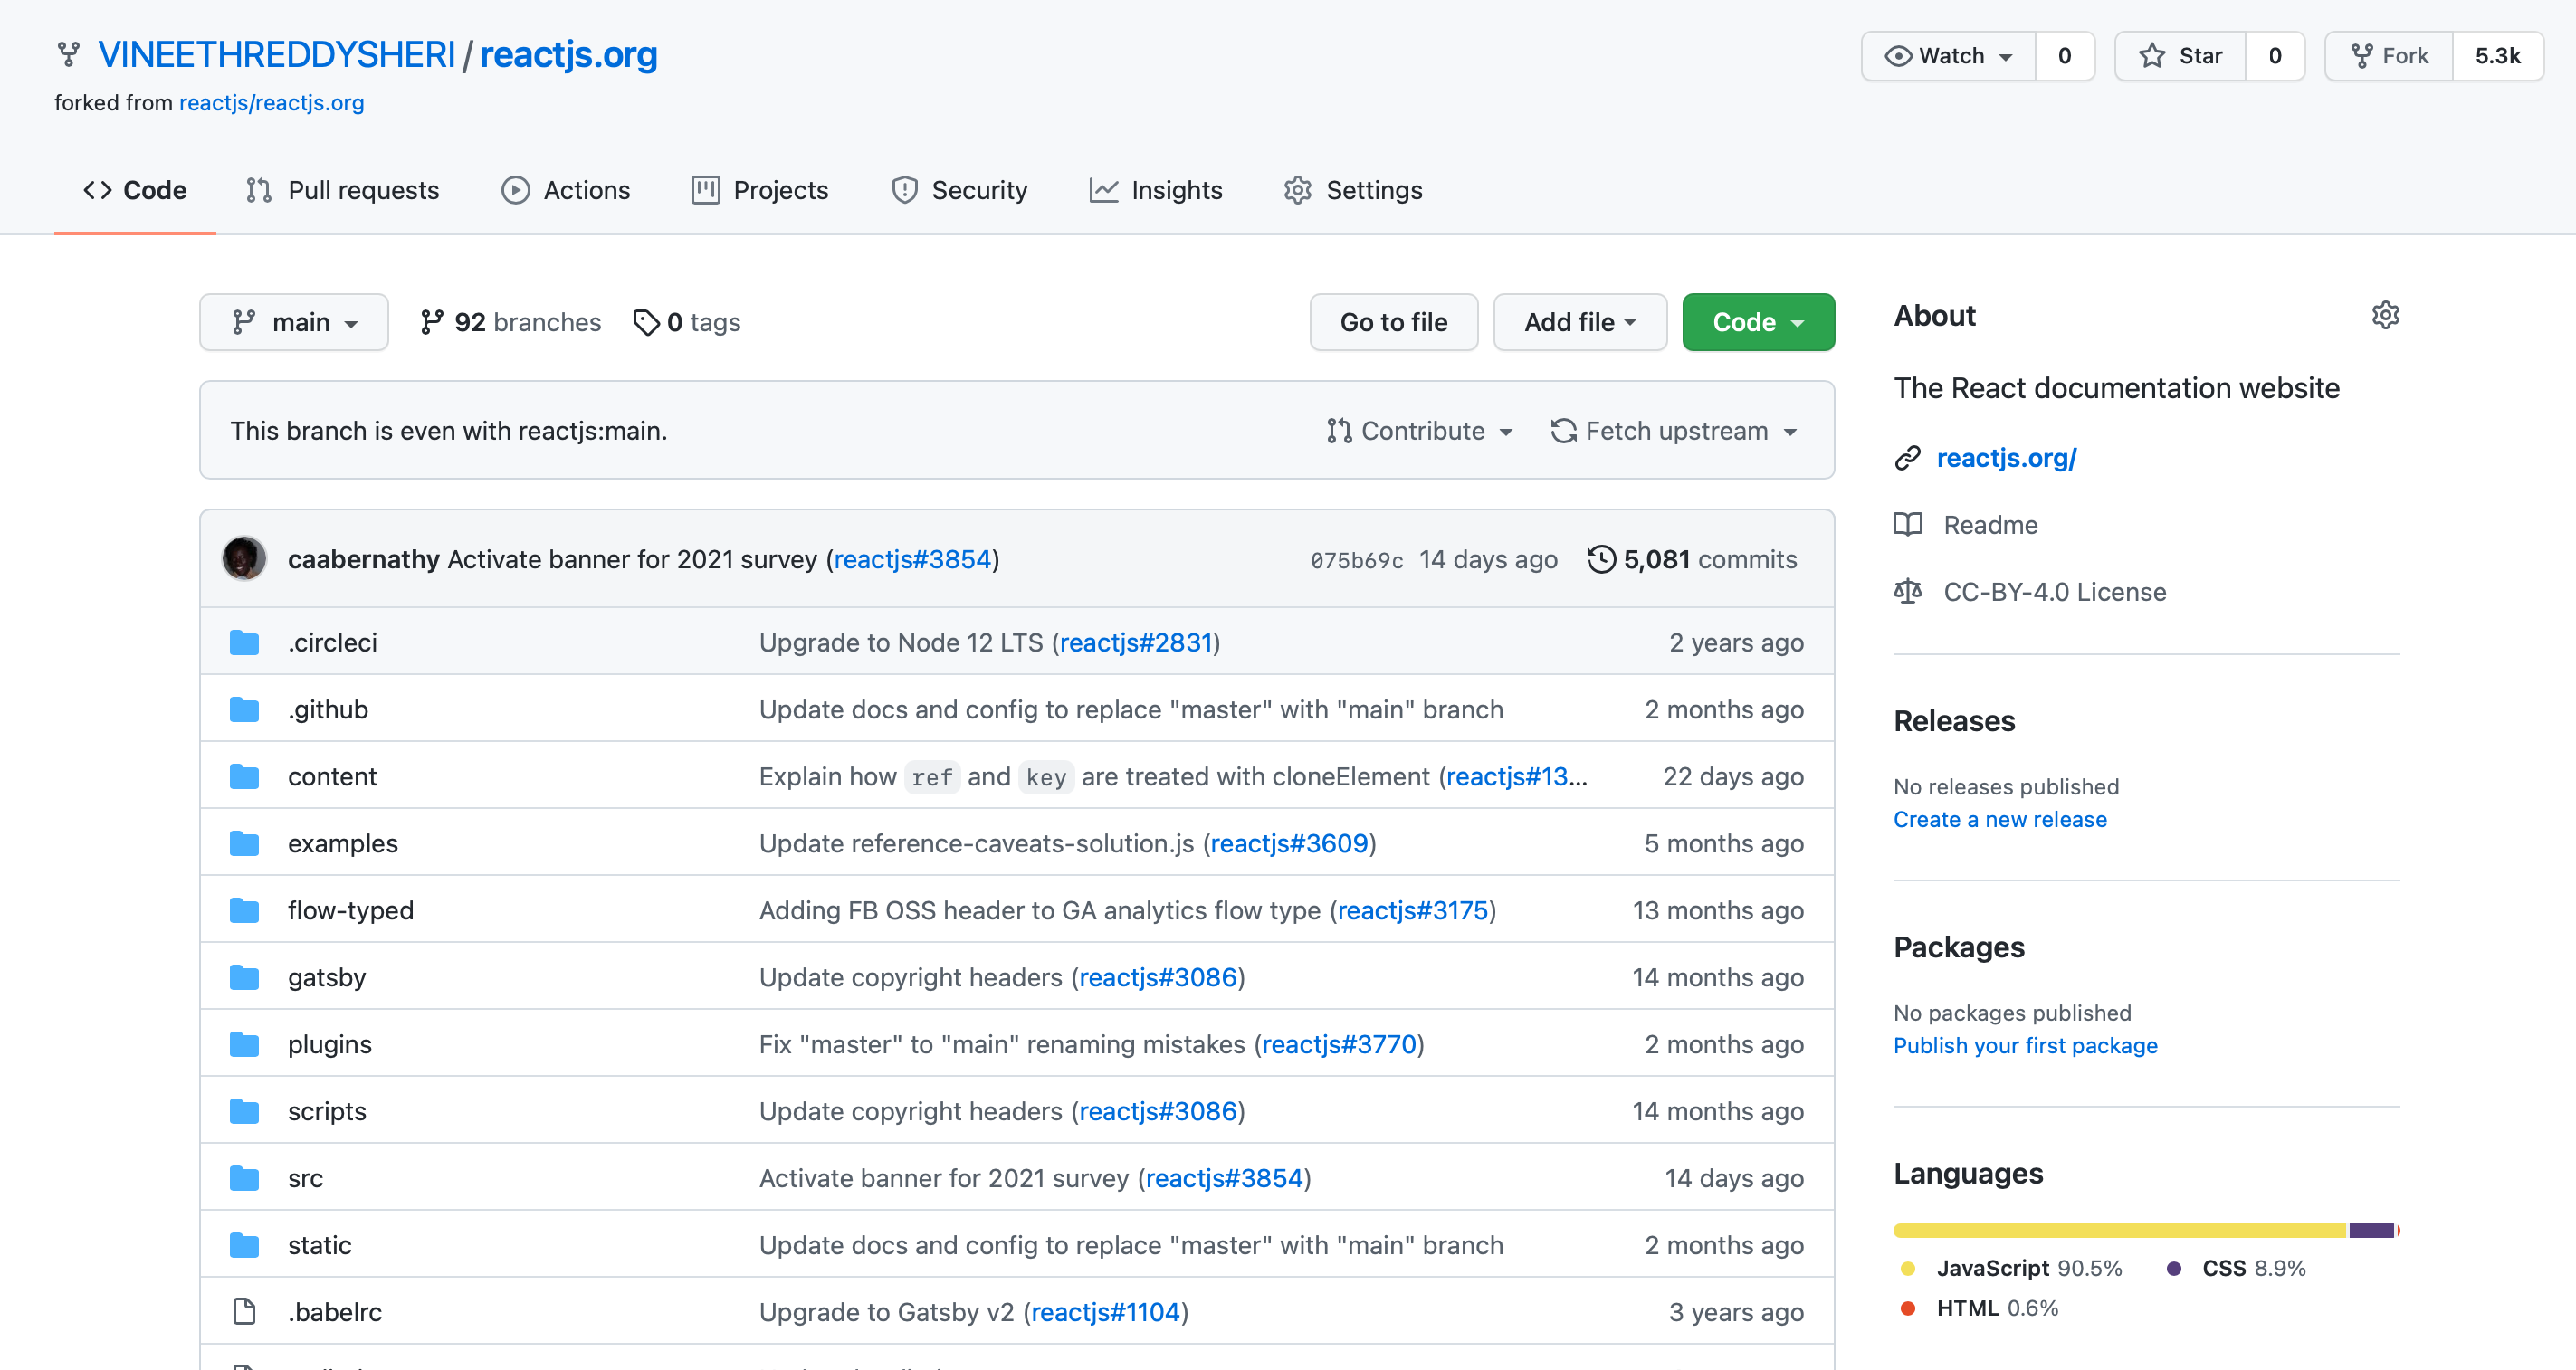 VINEETHREDDYSHERI / reactjs.org
Watch 0 Star 0 Fork 5.3k
forked from reactjs/reactjs.org
Code Pull requests Actions Projects Security Insights Settings
main 92 branches 0 tags Go to file Add file Code
This branch is even with reactjs:main. Contribute Fetch upstream
caabernathy Activate banner for 2021 survey (reactjs#3854) 075b69c 14 days ago 5,081 commits
.circleci Upgrade to Node 12 LTS (reactjs#2831) 2 years ago
.github Update docs and config to replace "master" with "main" branch 2 months ago
content Explain how ref and key are treated with cloneElement (reactjs#13... 22 days ago
examples Update reference-caveats-solution.js (reactjs#3609) 5 months ago
flow-typed Adding FB OSS header to GA analytics flow type (reactjs#3175) 13 months ago
gatsby Update copyright headers (reactjs#3086) 14 months ago
plugins Fix "master" to "main" renaming mistakes (reactjs#3770) 2 months ago
scripts Update copyright headers (reactjs#3086) 14 months ago
src Activate banner for 2021 survey (reactjs#3854) 14 days ago
static Update docs and config to replace "master" with "main" branch 2 months ago
.babelrc Upgrade to Gatsby v2 (reactjs#1104) 3 years ago
About
The React documentation website
reactjs.org/
Readme
CC-BY-4.0 License
Releases
No releases published
Create a new release
Packages
No packages published
Publish your first package
Languages
JavaScript 90.5% CSS 8.9%
HTML 0.6%